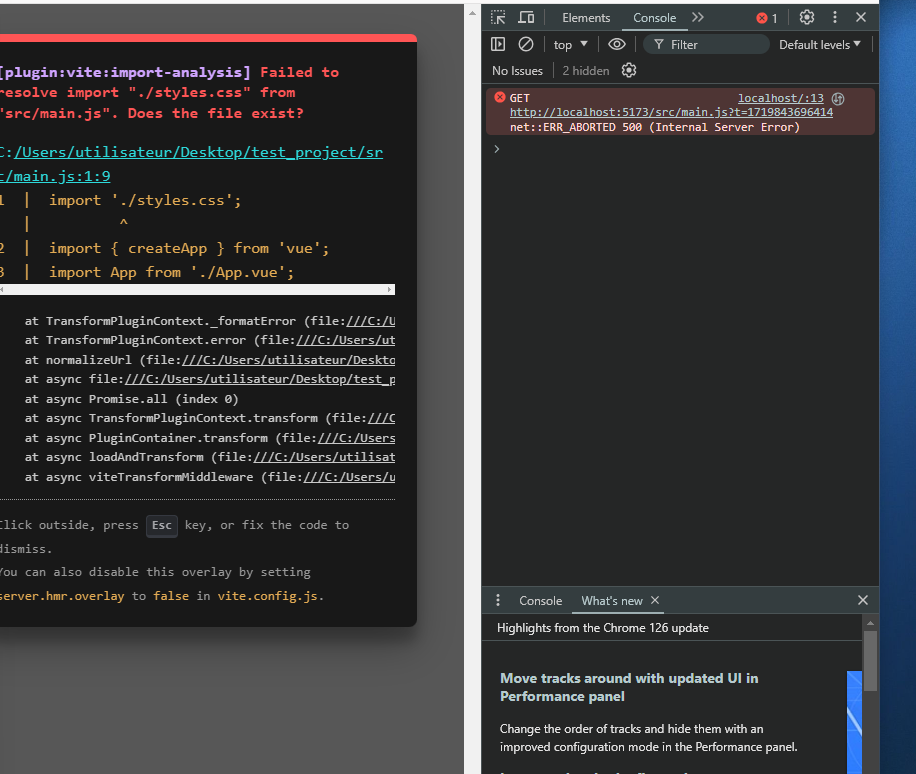 [plugin:vite:import-analysis] Failed to
resolve import "./styles.css" from
"src/main.js". Does the file exist?
C:/Users/utilisateur/Desktop/test_project/sr
c/main.js:1:9
1 | import './styles.css';
| ^
2 | import { createApp } from 'vue';
3 | import App from './App.vue';
at TransformPluginContext._formatError (file:///C:/U
at TransformPluginContext.error (file:///C:/Users/ut
at normalizeUrl (file:///C:/Users/utilisateur/Deskto
at async file:///C:/Users/utilisateur/Desktop/test_p
at async Promise.all (index 0)
at async TransformPluginContext.transform (file:///C
at async PluginContainer.transform (file:///C:/Users
at async loadAndTransform (file:///C:/Users/utilisat
at async viteTransformMiddleware (file:///C:/Users/u
Click outside, press Esc key, or fix the code to
dismiss.
You can also disable this overlay by setting
server.hmr.overlay to false in vite.config.js.
Elements Console 1
top Filter Default levels
No Issues 2 hidden
GET localhost/:13
http://localhost:5173/src/main.js?t=1719843696414
net::ERR_ABORTED 500 (Internal Server Error)
Console What's new
Highlights from the Chrome 126 update
Move tracks around with updated UI in
Performance panel
Change the order of tracks and hide them with an
improved configuration mode in the Performance panel.